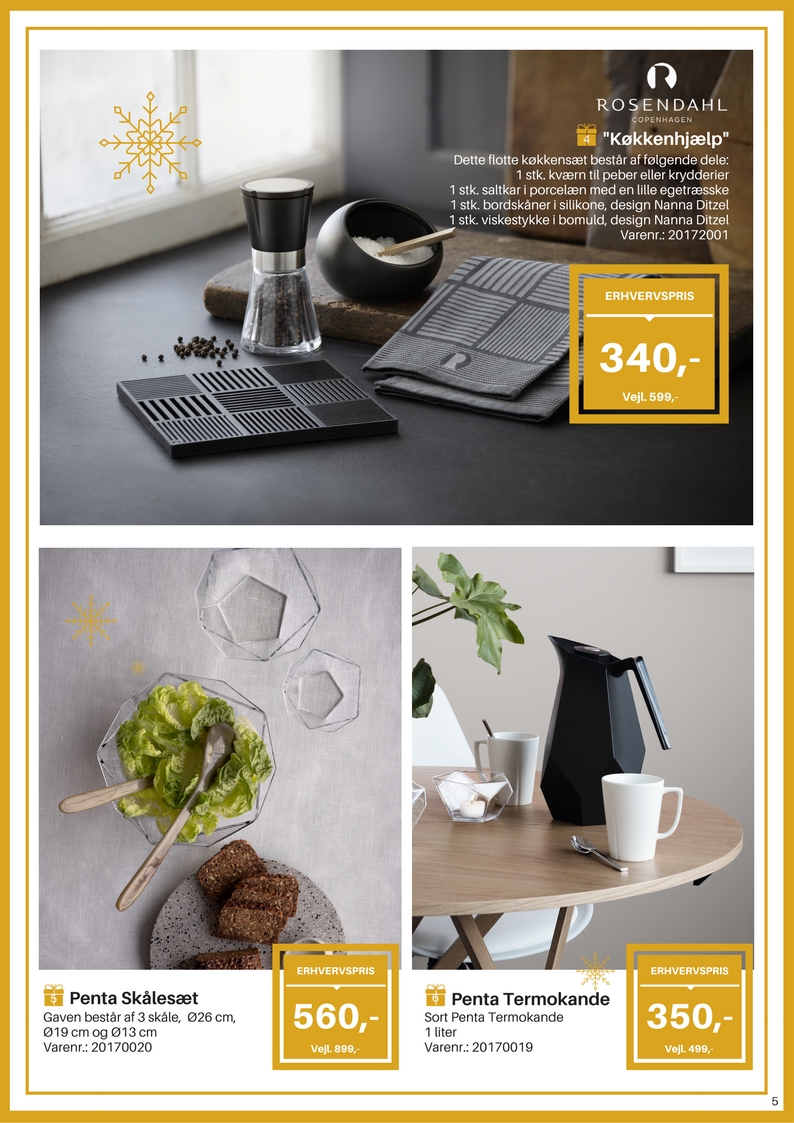 ROSENDAHL
COPENHAGEN
4 "Køkkenhjælp"
Dette flotte køkkensæt består af følgende dele:
1 stk. kværn til peber eller krydderier
1 stk. saltkar i porcelæn med en lille egetræsske
1 stk. bordskåner i silikone, design Nanna Ditzel
1 stk. viskestykke i bomuld, design Nanna Ditzel
Varenr.: 20172001
ERHVERVSPRIS
340,-
Vejl. 599,-
5 Penta Skålesæt
Gaven består af 3 skåle, Ø26 cm,
Ø19 cm og Ø13 cm
Varenr.: 20170020
ERHVERVSPRIS
560,-
Vejl. 899,-
6 Penta Termokande
Sort Penta Termokande
1 liter
Varenr.: 20170019
ERHVERVSPRIS
350,-
Vejl. 499,-
5